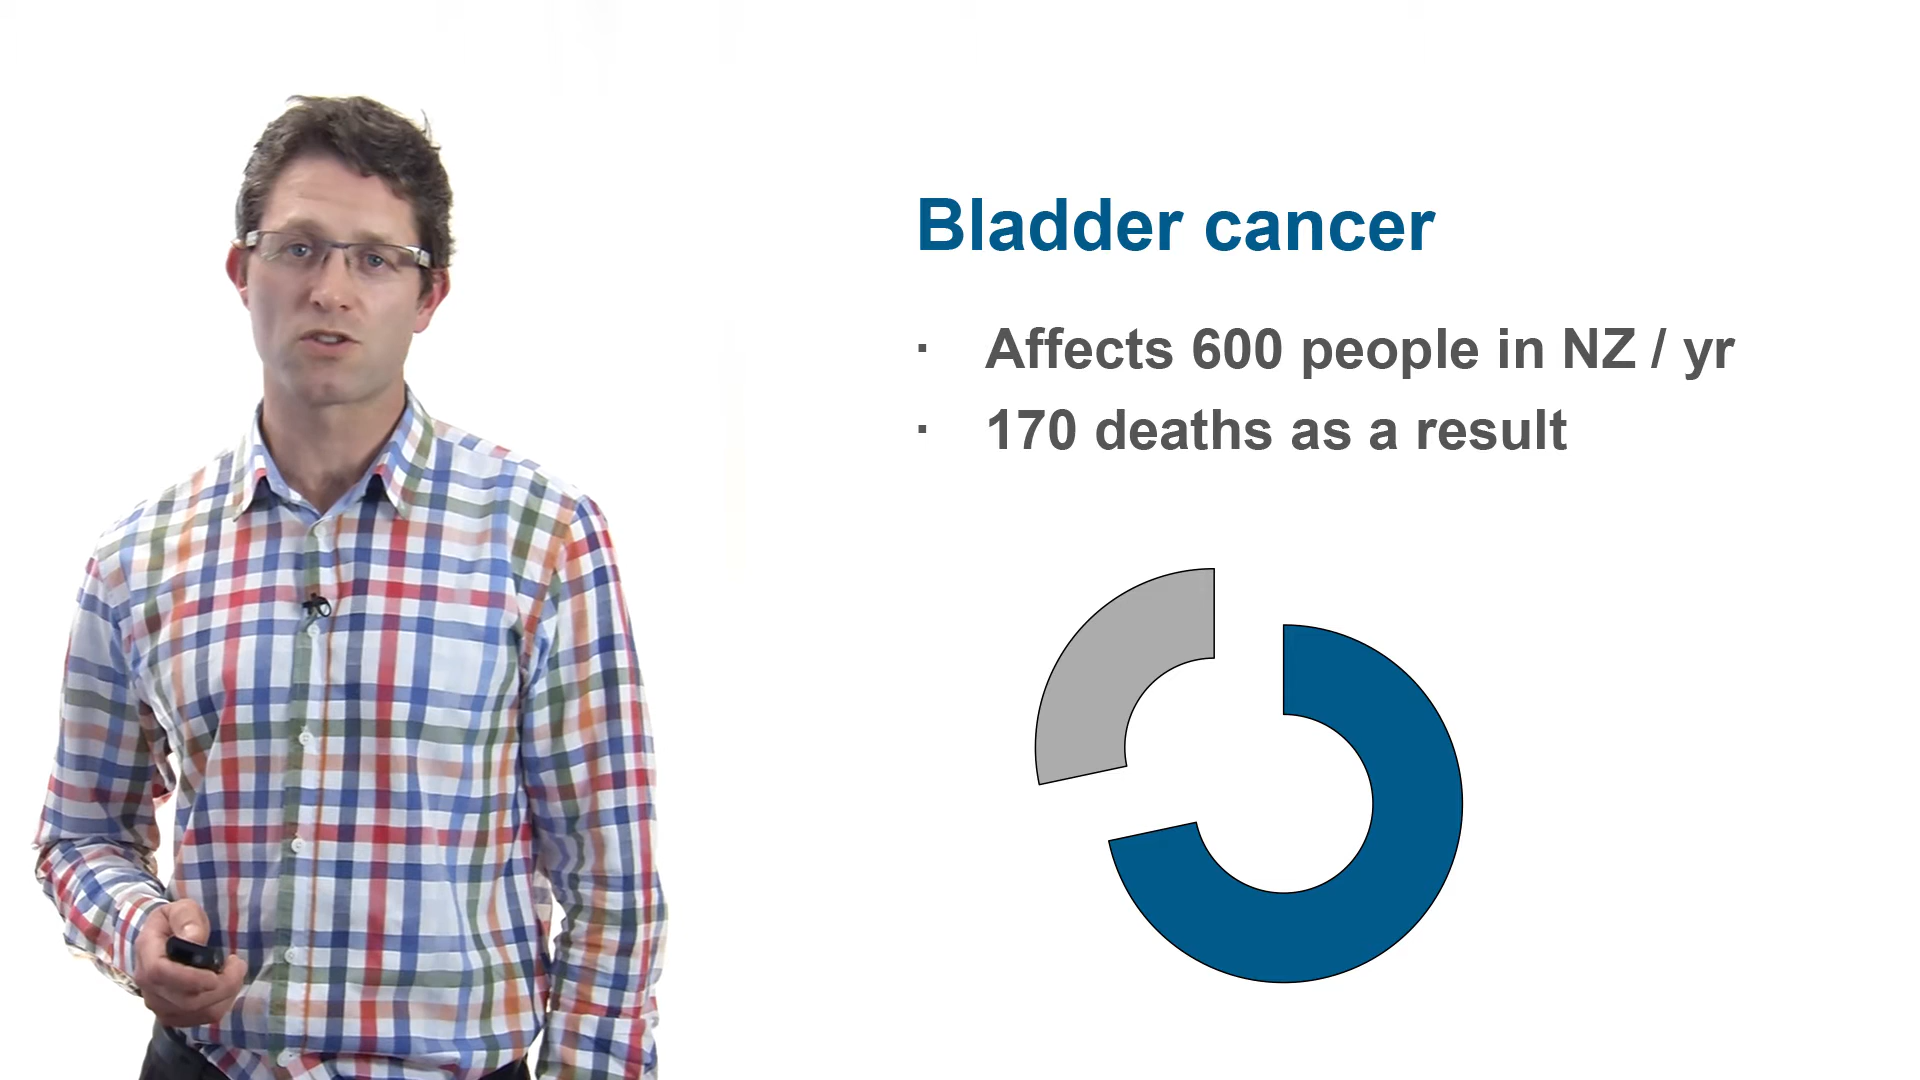 Bladder cancer
· Affects 600 people in NZ / yr
· 170 deaths as a result